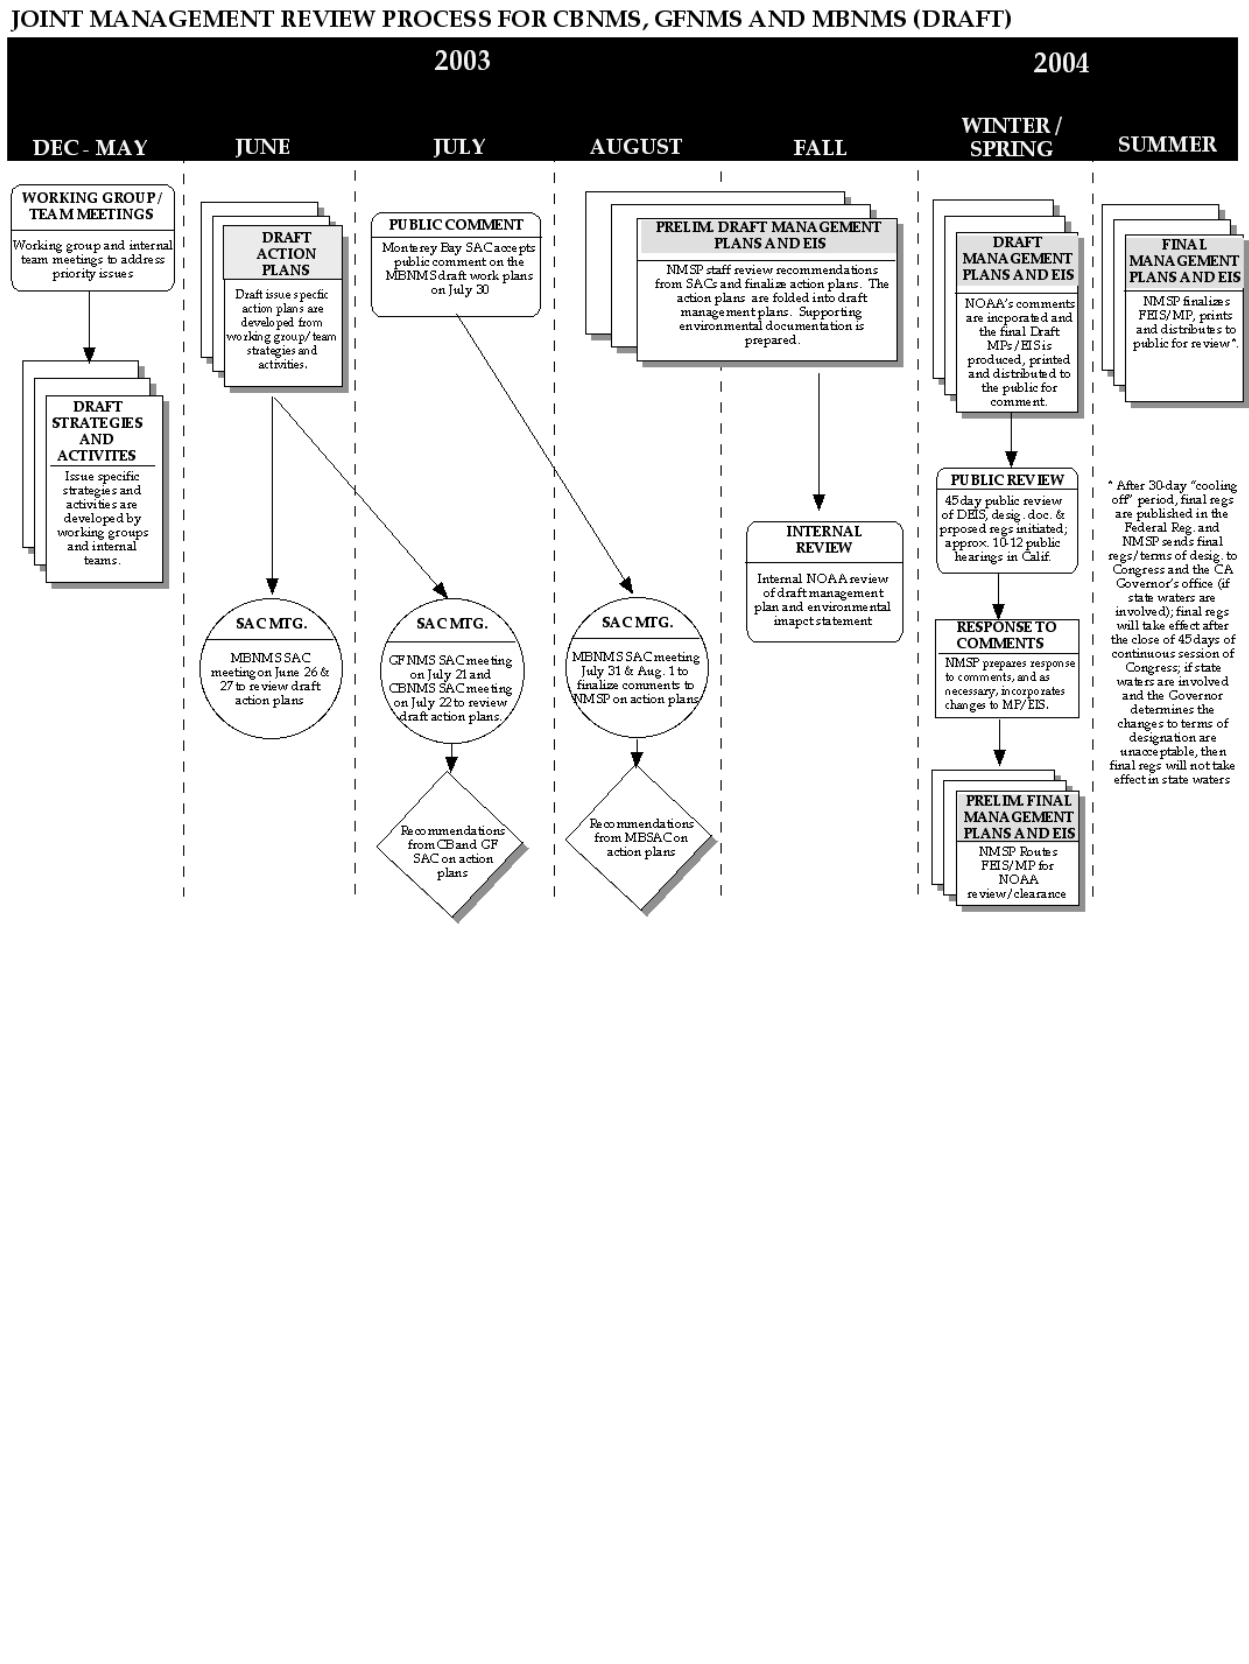 JOINT MANAGEMENT REVIEW PROCESS FOR CBNMS, GFNMS AND MBNMS (DRAFT)
2003
2004
DEC - MAY
JUNE
JULY
AUGUST
FALL
WINTER /
SPRING
SUMMER
WORKING GROUP /
TEAM MEETINGS
Working group and internal
team meetings to address
priority issues
DRAFT
STRATEGIES
AND
ACTIVITES
Issue specific
strategies and
activities are
developed by
working groups
and internal
teams.
DRAFT
ACTION
PLANS
Draft issue specfic
action plans are
developed from
working group/team
strategies and
activities.
SAC MTG.
MBNMS SAC
meeting on June 26 &
27 to review draft
action plans
PUBLIC COMMENT
Monterey Bay SAC accepts
public comment on the
MBNMS draft work plans
on July 30
SAC MTG.
GFNMS SAC meeting
on July 21 and
CBNMS SAC meeting
on July 22 to review
draft action plans.
Recommendations
from CB and GF
SAC on action
plans
SAC MTG.
MBNMS SAC meeting
July 31 & Aug. 1 to
finalize comments to
NMSP on action plans
Recommendations
from MBSAC on
action plans
PRELIM. DRAFT MANAGEMENT
PLANS AND EIS
NMSP staff review recommendations
from SACs and finalize action plans. The
action plans are folded into draft
management plans. Supporting
environmental documentation is
prepared.
INTERNAL
REVIEW
Internal NOAA review
of draft management
plan and environmental
imapct statement
DRAFT
MANAGEMENT
PLANS AND EIS
NOAA's comments
are incporated and
the final Draft
MPs/EIS is
produced, printed
and distributed to
the public for
comment.
PUBLIC REVIEW
45 day public review
of DEIS, desig. doc. &
prposed regs initiated;
approx. 10-12 public
hearings in Calif.
RESPONSE TO
COMMENTS
NMSP prepares response
to comments, and as
necessary, incorporates
changes to MP/EIS.
PRELIM. FINAL
MANAGEMENT
PLANS AND EIS
NMSP Routes
FEIS/MP for
NOAA
review/clearance
FINAL
MANAGEMENT
PLANS AND EIS
NMSP finalizes
FEIS/MP, prints
and distributes to
public for review*.
* After 30-day "cooling
off" period, final regs
are published in the
Federal Reg. and
NMSP sends final
regs/terms of desig. to
Congress and the CA
Governor's office (if
state waters are
involved); final regs
will take effect after
the close of 45 days of
continuous session of
Congress; if state
waters are involved
and the Governor
determines the
changes to terms of
designation are
unacceptable, then
final regs will not take
effect in state waters